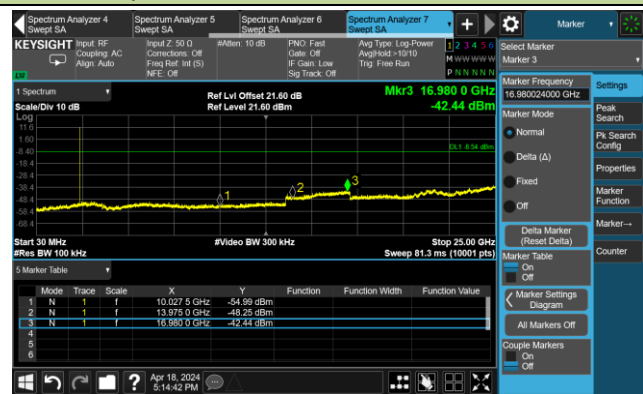 Spectrum Analyzer 4
Swept SA
Spectrum Analyzer 5
Swept SA
Spectrum Analyzer 6
Swept SA
Spectrum Analyzer 7
Swept SA
Marker
KEYSIGHT
Input: RF
Coupling: AC
Align: Auto
Input Z: 50 Ω
Corrections: Off
Freq Ref: Int (S)
NFE: Off
#Atten: 10 dB
PNO: Fast
Gate: Off
IF Gain: Low
Sig Track: Off
Avg Type: Log-Power
Avg|Hold:>10/10
Trig: Free Run
1 2 3 4 5 6
M W W W W W
P N N N N N
LV
1 Spectrum
Scale/Div 10 dB
Ref Lvl Offset 21.60 dB
Ref Level 21.60 dBm
Mkr3 16.980 0 GHz
-42.44 dBm
Log
11.6
1.60
-8.40
-18.4
-28.4
-38.4
-48.4
-58.4
-68.4
DL1 -8.54 dBm
1
2
3
Start 30 MHz
#Res BW 100 kHz
#Video BW 300 kHz
Stop 25.00 GHz
Sweep 81.3 ms (10001 pts)
5 Marker Table
Mode Trace Scale X Y Function Function Width Function Value
1 N 1 f 10.027 5 GHz -54.99 dBm
2 N 1 f 13.975 0 GHz -48.25 dBm
3 N 1 f 16.980 0 GHz -42.44 dBm
4
5
6
Apr 18, 2024
5:14:42 PM
Select Marker
Marker 3
Marker Frequency
16.980024000 GHz
Marker Mode
Normal
Delta (Δ)
Fixed
Off
Delta Marker
(Reset Delta)
Marker Table
On
Off
Marker Settings
Diagram
All Markers Off
Couple Markers
On
Off
Settings
Peak
Search
Pk Search
Config
Properties
Marker
Function
Marker→
Counter